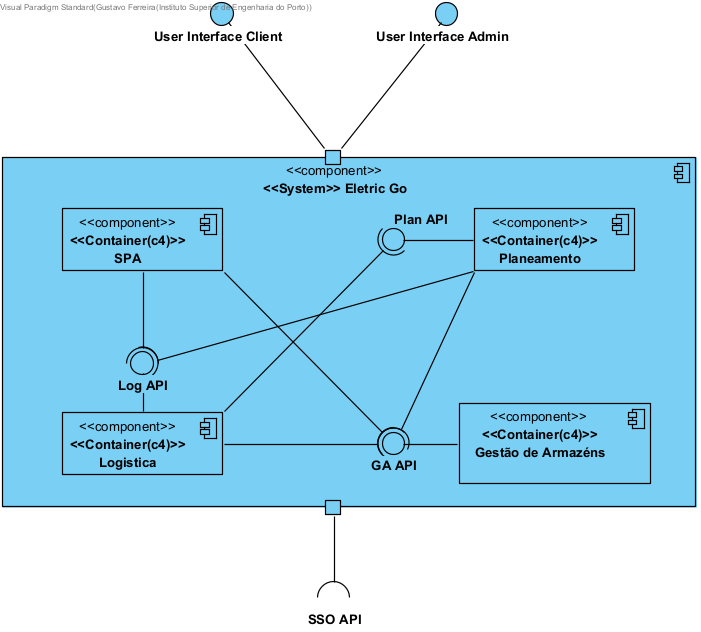 Visual Paradigm Standard(Gustavo Ferreira(Instituto Superior de Engenharia do Porto))
User Interface Client
User Interface Admin
<<component>>
<<System>> Eletric Go
<<component>>
<<Container(c4)>>
SPA
Plan API
<<component>>
<<Container(c4)>>
Planeamento
Log API
<<component>>
<<Container(c4)>>
Logistica
GA API
<<component>>
<<Container(c4)>>
Gestão de Armazéns
SSO API